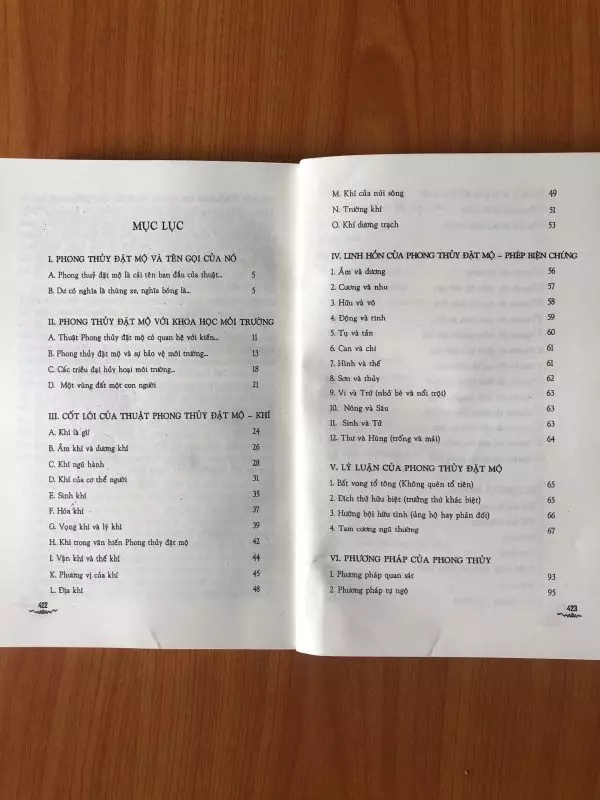 MỤC LỤC
I. PHONG THỦY ĐẶT MỘ VÀ TÊN GỌI CỦA NÓ
A. Phong thuỷ đặt mộ là cái tên ban đầu của thuật... 5
B. Dư có nghĩa là thùng xe, nghĩa bóng là... 5
II. PHONG THỦY ĐẶT MỘ VỚI KHOA HỌC MÔI TRƯỜNG
A. Thuật Phong thủy đặt mộ có quan hệ với kiến... 11
B. Phong thủy đặt mộ và sự bảo vệ môi trường... 13
C. Các triều đại hủy hoại môi trường... 18
D. Một vùng đất một con người 21
III. CỐT LÕI CỦA THUẬT PHONG THỦY ĐẶT MỘ – KHÍ
A. Khí là gì? 24
B. Âm khí và dương khí 26
C. Khí ngũ hành 28
D. Khí của cơ thể người 31
E. Sinh khí 35
F. Hóa khí 37
G. Vọng khí và lý khí 39
H. Khí trong văn hiến Phong thủy đặt mộ 42
I. Vận khí và thế khí 44
K. Phương vị của khí 45
L. Địa khí 48
422
M. Khí của núi sông 49
N. Trường khí 51
O. Khí dương trạch 53
IV. LINH HỒN CỦA PHONG THỦY ĐẶT MỘ – PHÉP BIỆN CHỨNG
1. Âm và dương 56
2. Cương và nhu 57
3. Hữu và vô 58
4. Động và tĩnh 59
5. Tụ và tán 60
6. Can và chi 61
7. Hình và thế 61
8. Sơn và thủy 62
9. Vi và Trứ (nhỏ bé và nổi trội) 63
10. Nông và Sâu 63
11. Sinh và Tử 63
12. Thư và Hùng (trống và mái) 64
V. LÝ LUẬN CỦA PHONG THỦY ĐẶT MỘ
1. Bất vong tổ tông (Không quên tổ tiên) 65
2. Đích thứ hữu biệt (trưởng thứ khác biệt) 65
3. Hướng bội hữu tình (ủng hộ hay phản đối) 66
4. Tam cương ngũ thường 67
VI. PHƯƠNG PHÁP CỦA PHONG THỦY
1. Phương pháp quan sát 93
2. Phương pháp tự ngộ 95
423